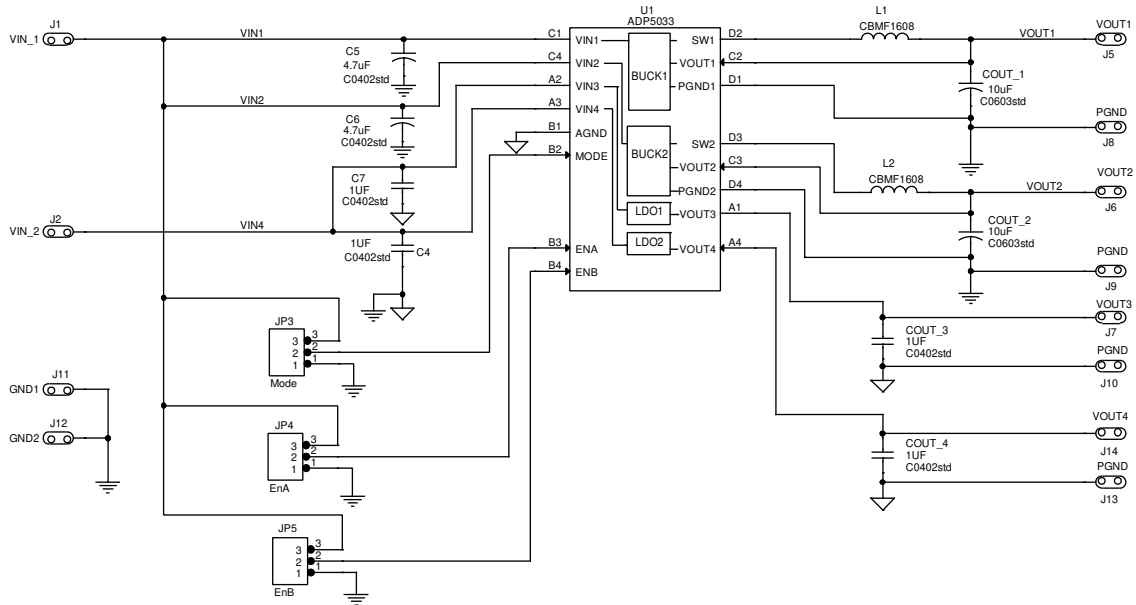 U1
ADP5033
J1
VIN_1
VIN1
C5
4.7uF
C0402std
VIN2
C6
4.7uF
C0402std
C7
1UF
C0402std
J2
VIN_2
VIN4
1UF
C0402std
C4
C1
C4
A2
A3
B1
B2
B3
B4
VIN1
VIN2
VIN3
VIN4
AGND
MODE
ENA
ENB
BUCK1
BUCK2
LDO1
LDO2
SW1
VOUT1
PGND1
SW2
VOUT2
PGND2
VOUT3
VOUT4
D2
C2
D1
D3
C3
D4
A1
A4
L1
CBMF1608
VOUT1
VOUT1
J5
COUT_1
10uF
C0603std
PGND
J8
L2
CBMF1608
VOUT2
VOUT2
J6
COUT_2
10uF
C0603std
PGND
J9
VOUT3
J7
COUT_3
1UF
C0402std
PGND
J10
VOUT4
J14
COUT_4
1UF
C0402std
PGND
J13
JP3
3 3
2 2
1 1
Mode
J11
GND1
J12
GND2
JP4
3 3
2 2
1 1
EnA
JP5
3 3
2 2
1 1
EnB